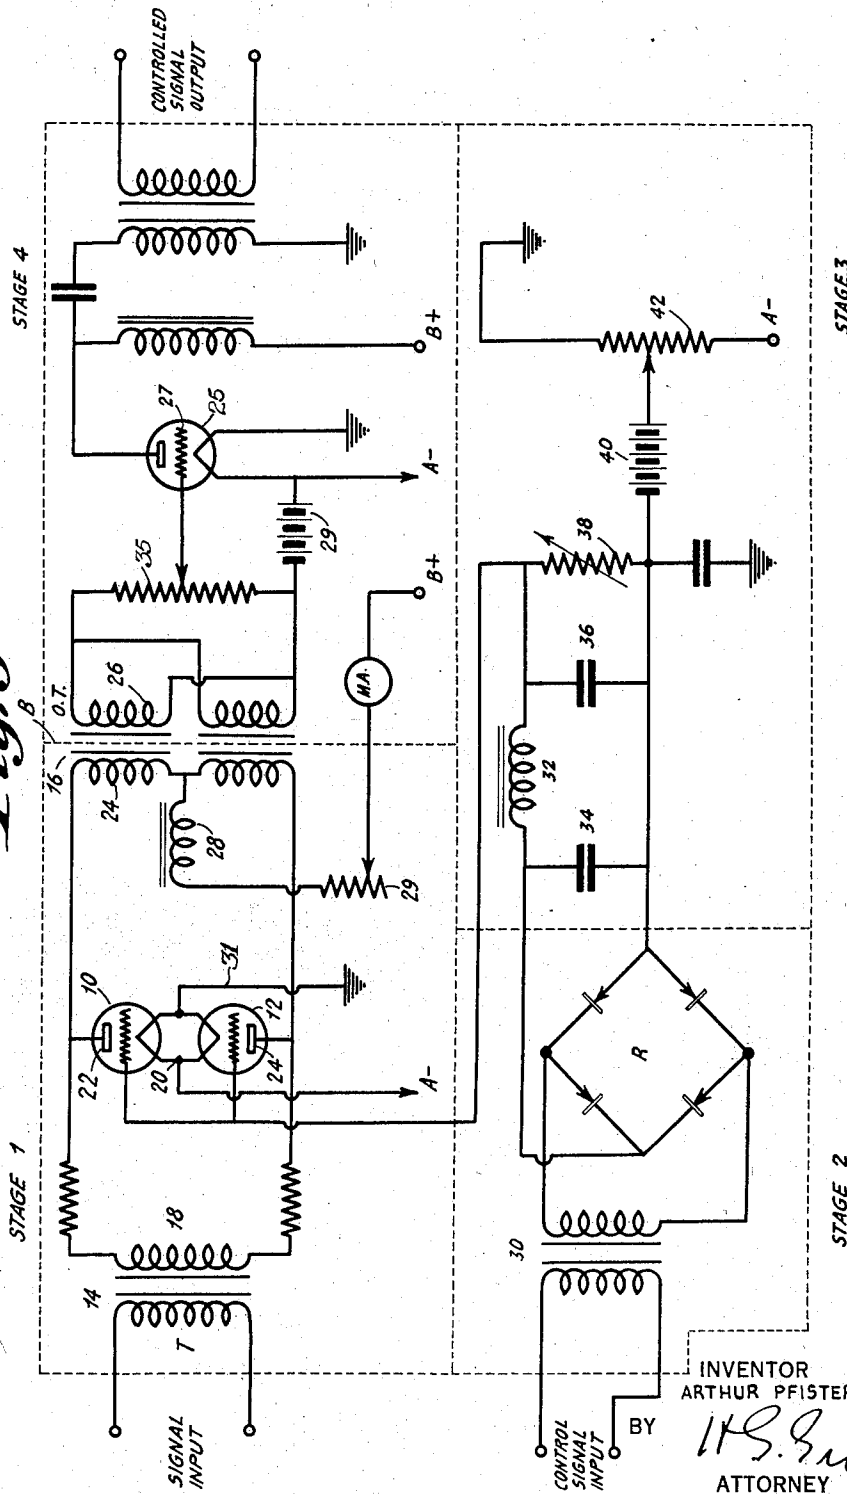 STAGE 1
STAGE 4
SIGNAL
INPUT
T
14
18
22
10
20
24
12
31
A-
16
24
28
29
B
O.T.
26
M.A.
B+
35
29
27
25
A-
B+
CONTROLLED
SIGNAL
OUTPUT
CONTROL
SIGNAL
INPUT
30
R
34
32
36
38
40
42
A-
STAGE 2
STAGE 3
INVENTOR
ARTHUR PFISTER
BY
ATTORNEY